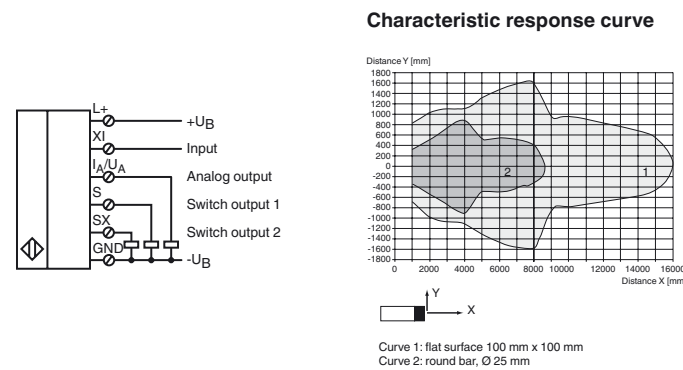 Characteristic response curve
L+
+UB
XI
Input
IA/UA
Analog output
S
Switch output 1
SX
Switch output 2
GND
-UB
Distance Y [mm]
1800
1600
1400
1200
1000
800
600
400
200
0
-200
-400
-600
-800
-1000
-1200
-1400
-1600
-1800
2
1
0 2000 4000 6000 8000 10000 12000 14000 16000
Distance X [mm]
Y
X
Curve 1: flat surface 100 mm x 100 mm
Curve 2: round bar, Ø 25 mm